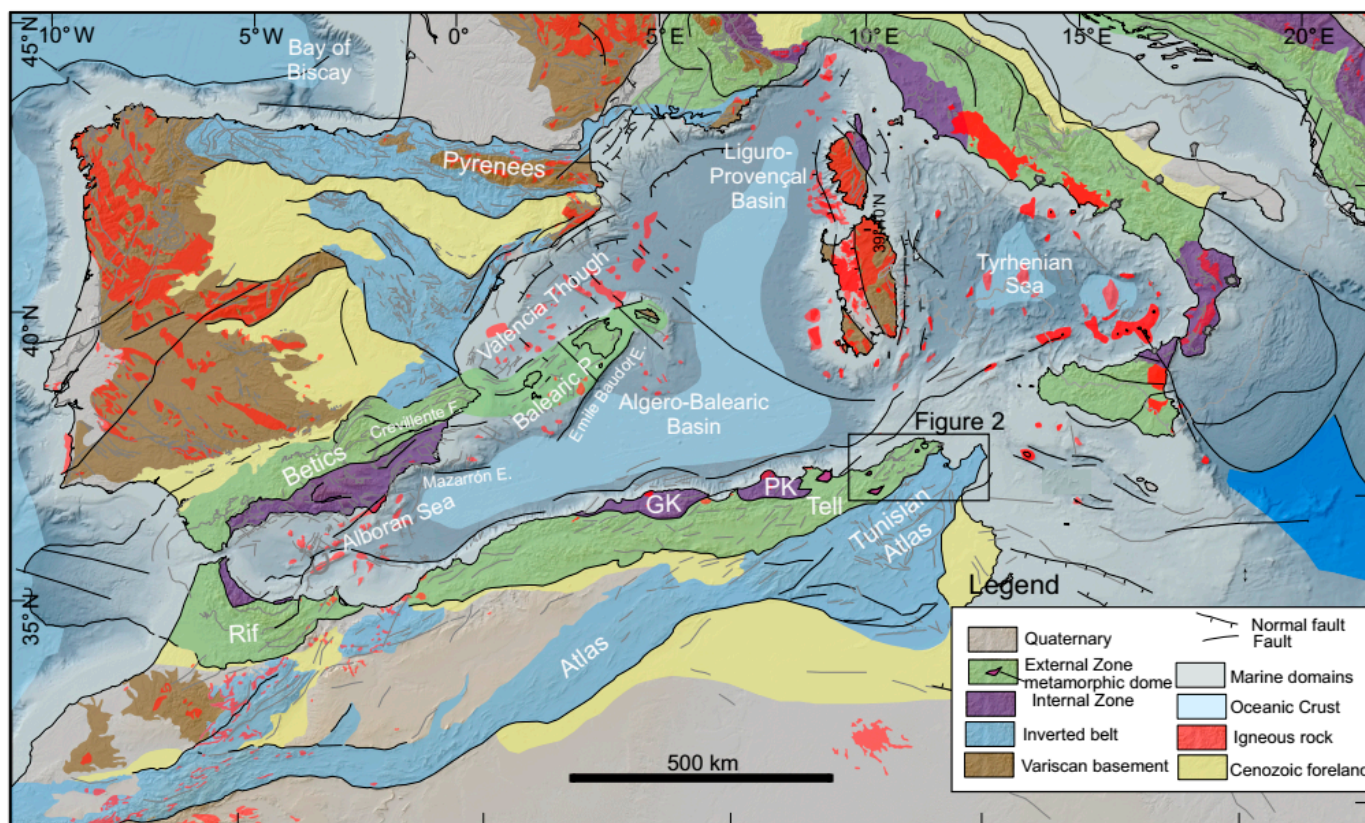 10°W
5°W
0°
5°E
10°E
15°E
20°E
45°N
Bay of
Biscay
Pyrenees
Liguro-
Provençal
Basin
39°40'N
Tyrhenian
Sea
40°N
Valencia Though
Balearic P.
Emile Baudot E.
Algero-Balearic
Basin
Crevillente F.
Betics
Mazarrón E.
Alboran Sea
Figure 2
GK
PK
Tell
Tunisian
Atlas
35°N
Rif
Atlas
500 km
Legend
Quaternary
External Zone
metamorphic dome
Internal Zone
Inverted belt
Variscan basement
Normal fault
Fault
Marine domains
Oceanic Crust
Igneous rock
Cenozoic foreland